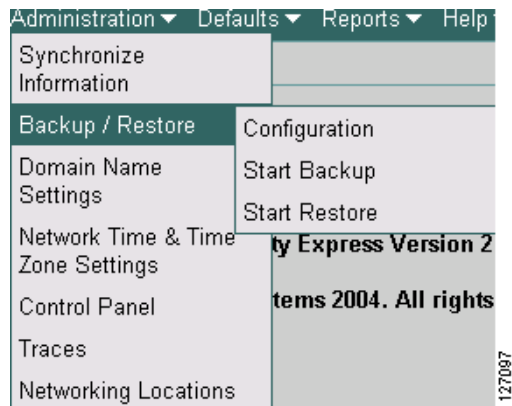 Administration Defaults Reports Help
Synchronize
Information
Backup / Restore
Configuration
Start Backup
Start Restore
Domain Name
Settings
Network Time & Time
Zone Settings
Control Panel
Traces
Networking Locations
ty Express Version 2
tems 2004. All rights
127097